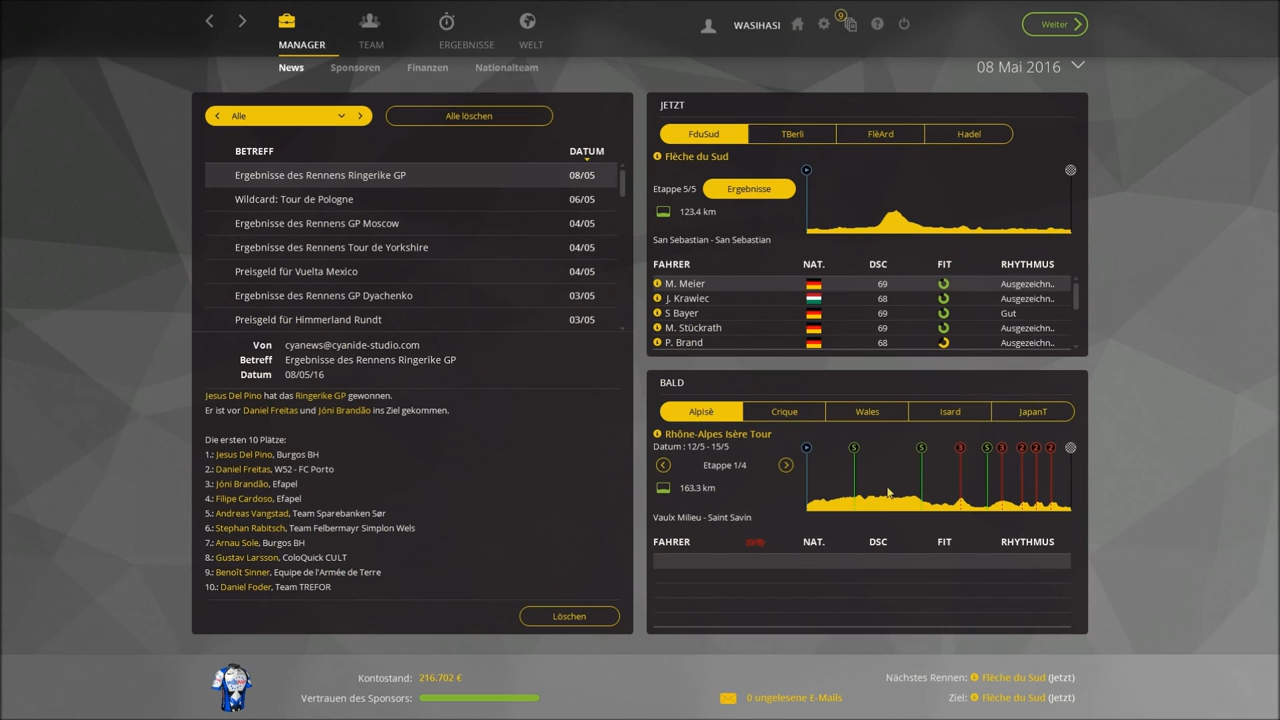 MANAGER
TEAM
ERGEBNISSE
WELT
WASIHASI
9
Weiter
News
Sponsoren
Finanzen
Nationalteam
08 Mai 2016
Alle
Alle löschen
BETREFF DATUM
Ergebnisse des Rennens Ringerike GP 08/05
Wildcard: Tour de Pologne 06/05
Ergebnisse des Rennens GP Moscow 04/05
Ergebnisse des Rennens Tour de Yorkshire 04/05
Preisgeld für Vuelta Mexico 04/05
Ergebnisse des Rennens GP Dyachenko 03/05
Preisgeld für Himmerland Rundt 03/05
Von cyanews@cyanide-studio.com
Betreff Ergebnisse des Rennens Ringerike GP
Datum 08/05/16
Jesus Del Pino hat das Ringerike GP gewonnen.
Er ist vor Daniel Freitas und Jóni Brandão ins Ziel gekommen.
Die ersten 10 Plätze:
1.: Jesus Del Pino, Burgos BH
2.: Daniel Freitas, W52 - FC Porto
3.: Jóni Brandão, Efapel
4.: Filipe Cardoso, Efapel
5.: Andreas Vangstad, Team Sparebanken Sør
6.: Stephan Rabitsch, Team Felbermayr Simplon Wels
7.: Arnau Sole, Burgos BH
8.: Gustav Larsson, ColoQuick CULT
9.: Benoît Sinner, Equipe de l'Armée de Terre
10.: Daniel Foder, Team TREFOR
Löschen
JETZT
FduSud TBerli FlèArd Hadel
Flèche du Sud
Etappe 5/5 Ergebnisse
123.4 km
San Sebastian - San Sebastian
FAHRER NAT. DSC FIT RHYTHMUS
M. Meier 69 Ausgezeichn..
J. Krawiec 68 Ausgezeichn..
S Bayer 69 Gut
M. Stückrath 69 Ausgezeichn..
P. Brand 68 Ausgezeichn..
BALD
AlpIsè Crique Wales Isard JapanT
Rhône-Alpes Isère Tour
Datum : 12/5 - 15/5
S S 3 S 3 2 2 2
Etappe 1/4
163.3 km
Vaulx Milieu - Saint Savin
FAHRER NAT. DSC FIT RHYTHMUS
Kontostand: 216.702 €
Vertrauen des Sponsors:
0 ungelesene E-Mails
Nächstes Rennen: Flèche du Sud (Jetzt)
Ziel: Flèche du Sud (Jetzt)